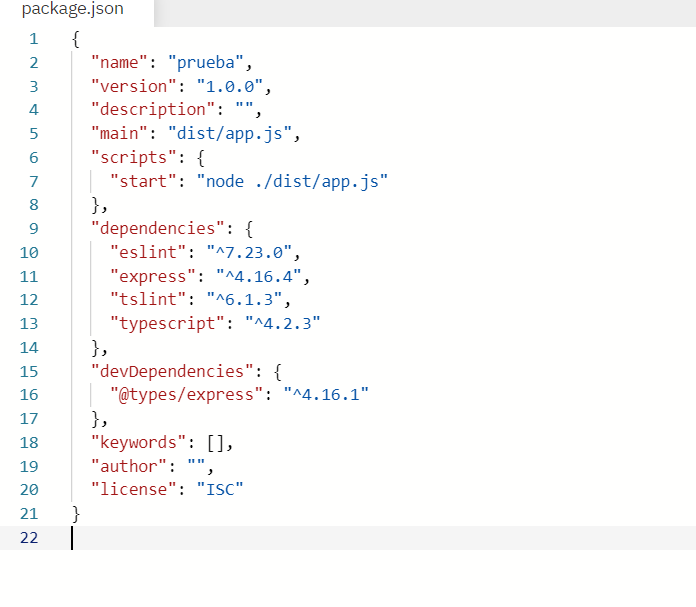 package.json
1 {
2   "name": "prueba",
3   "version": "1.0.0",
4   "description": "",
5   "main": "dist/app.js",
6   "scripts": {
7     "start": "node ./dist/app.js"
8   },
9   "dependencies": {
10     "eslint": "^7.23.0",
11     "express": "^4.16.4",
12     "tslint": "^6.1.3",
13     "typescript": "^4.2.3"
14   },
15   "devDependencies": {
16     "@types/express": "^4.16.1"
17   },
18   "keywords": [],
19   "author": "",
20   "license": "ISC"
21 }
22